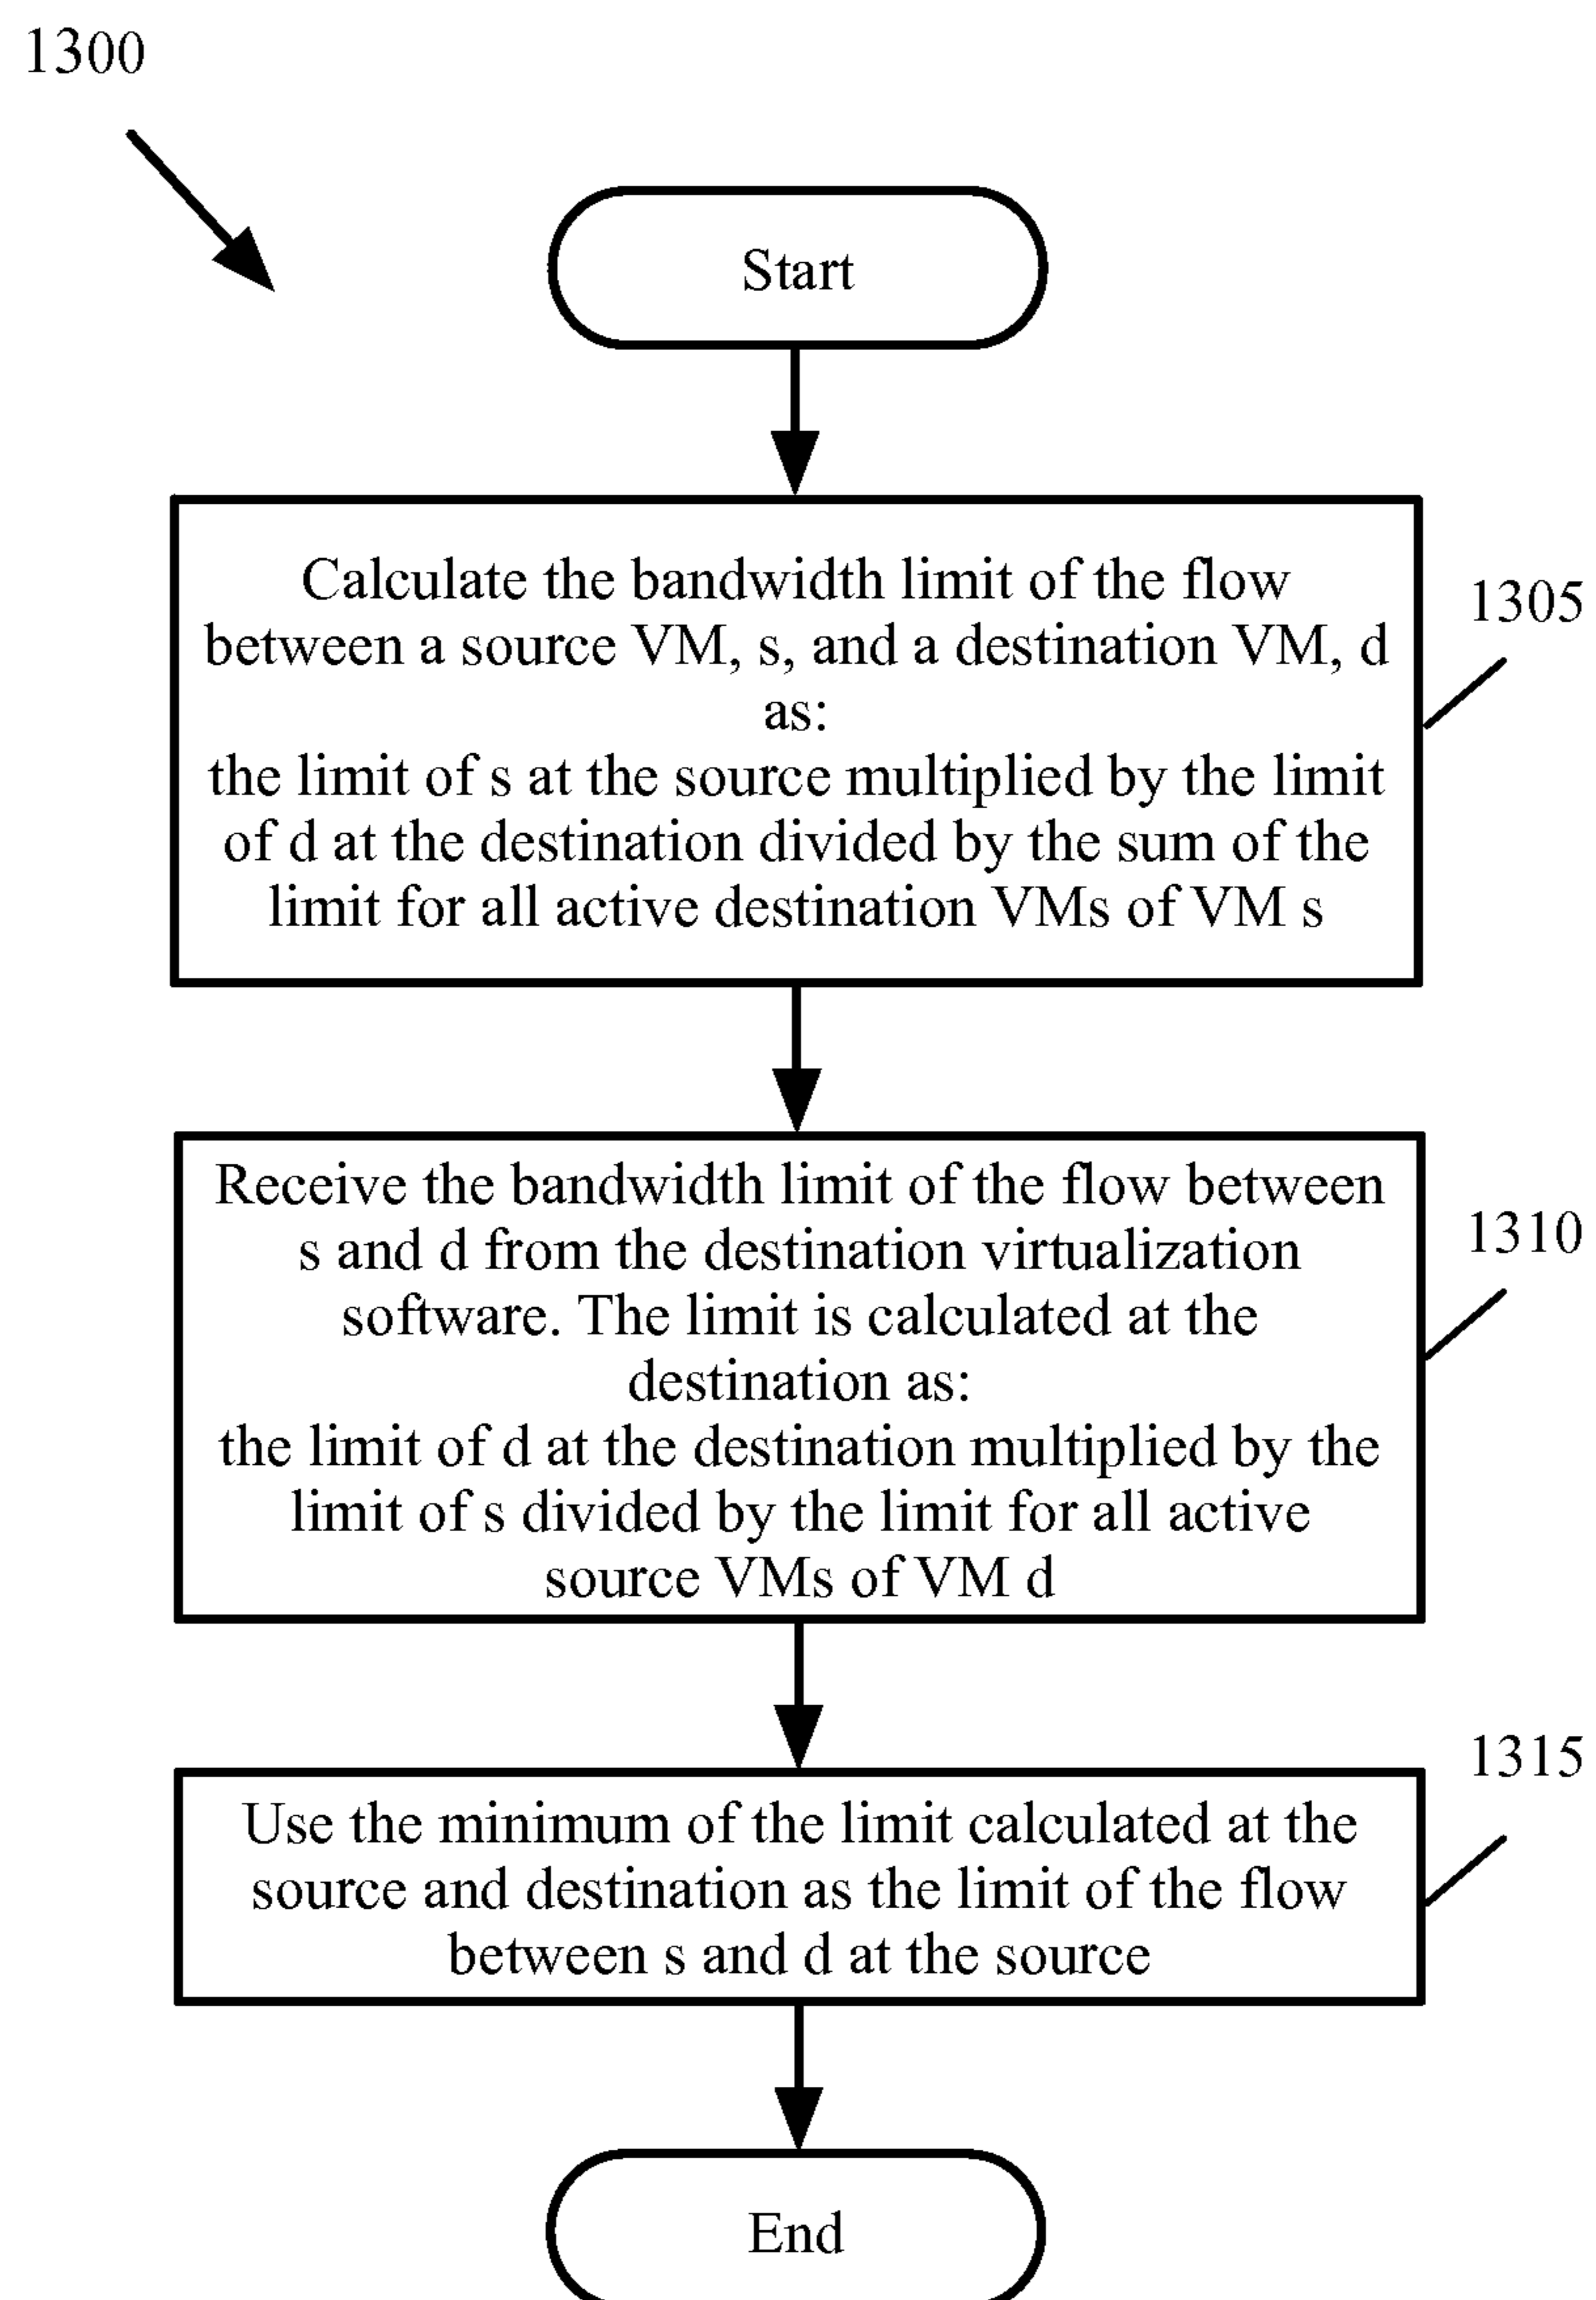 1300
Start
Calculate the bandwidth limit of the flow
between a source VM, s, and a destination VM, d
as:
the limit of s at the source multiplied by the limit
of d at the destination divided by the sum of the
limit for all active destination VMs of VM s
1305
Receive the bandwidth limit of the flow between
s and d from the destination virtualization
software. The limit is calculated at the
destination as:
the limit of d at the destination multiplied by the
limit of s divided by the limit for all active
source VMs of VM d
1310
Use the minimum of the limit calculated at the
source and destination as the limit of the flow
between s and d at the source
1315
End